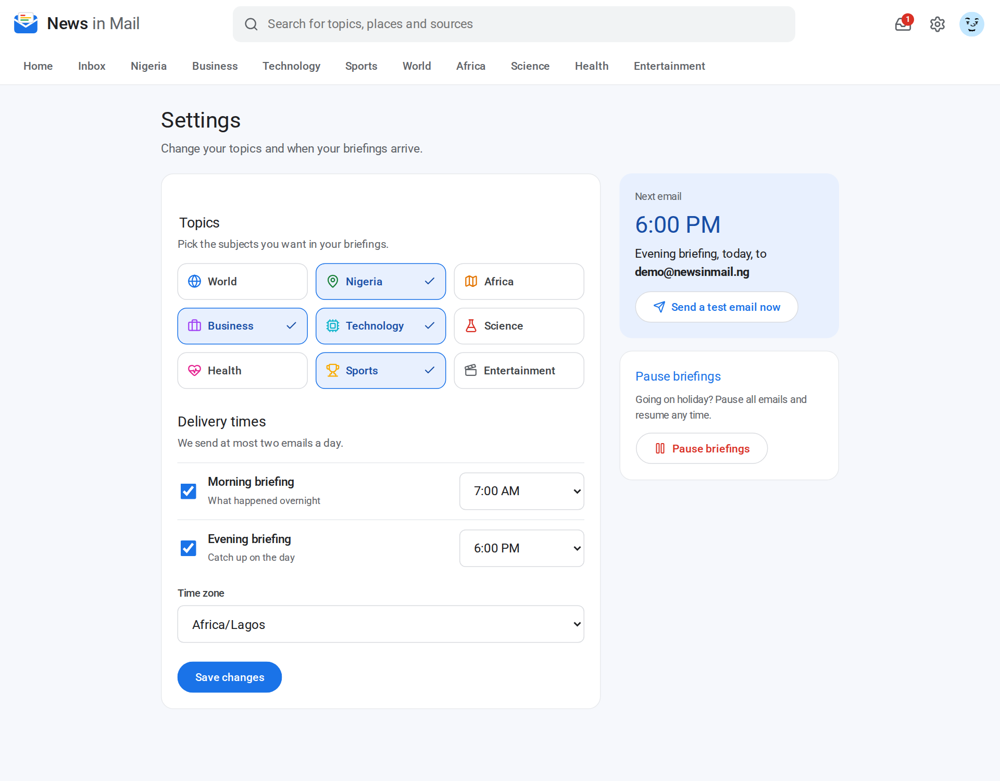 News in Mail
Search for topics, places and sources
1
Home Inbox Nigeria Business Technology Sports World Africa Science Health Entertainment
Settings
Change your topics and when your briefings arrive.
Topics
Pick the subjects you want in your briefings.
World Nigeria Africa
Business Technology Science
Health Sports Entertainment
Delivery times
We send at most two emails a day.
Morning briefing
What happened overnight
7:00 AM
Evening briefing
Catch up on the day
6:00 PM
Time zone
Africa/Lagos
Save changes
Next email
6:00 PM
Evening briefing, today, to
demo@newsinmail.ng
Send a test email now
Pause briefings
Going on holiday? Pause all emails and
resume any time.
Pause briefings